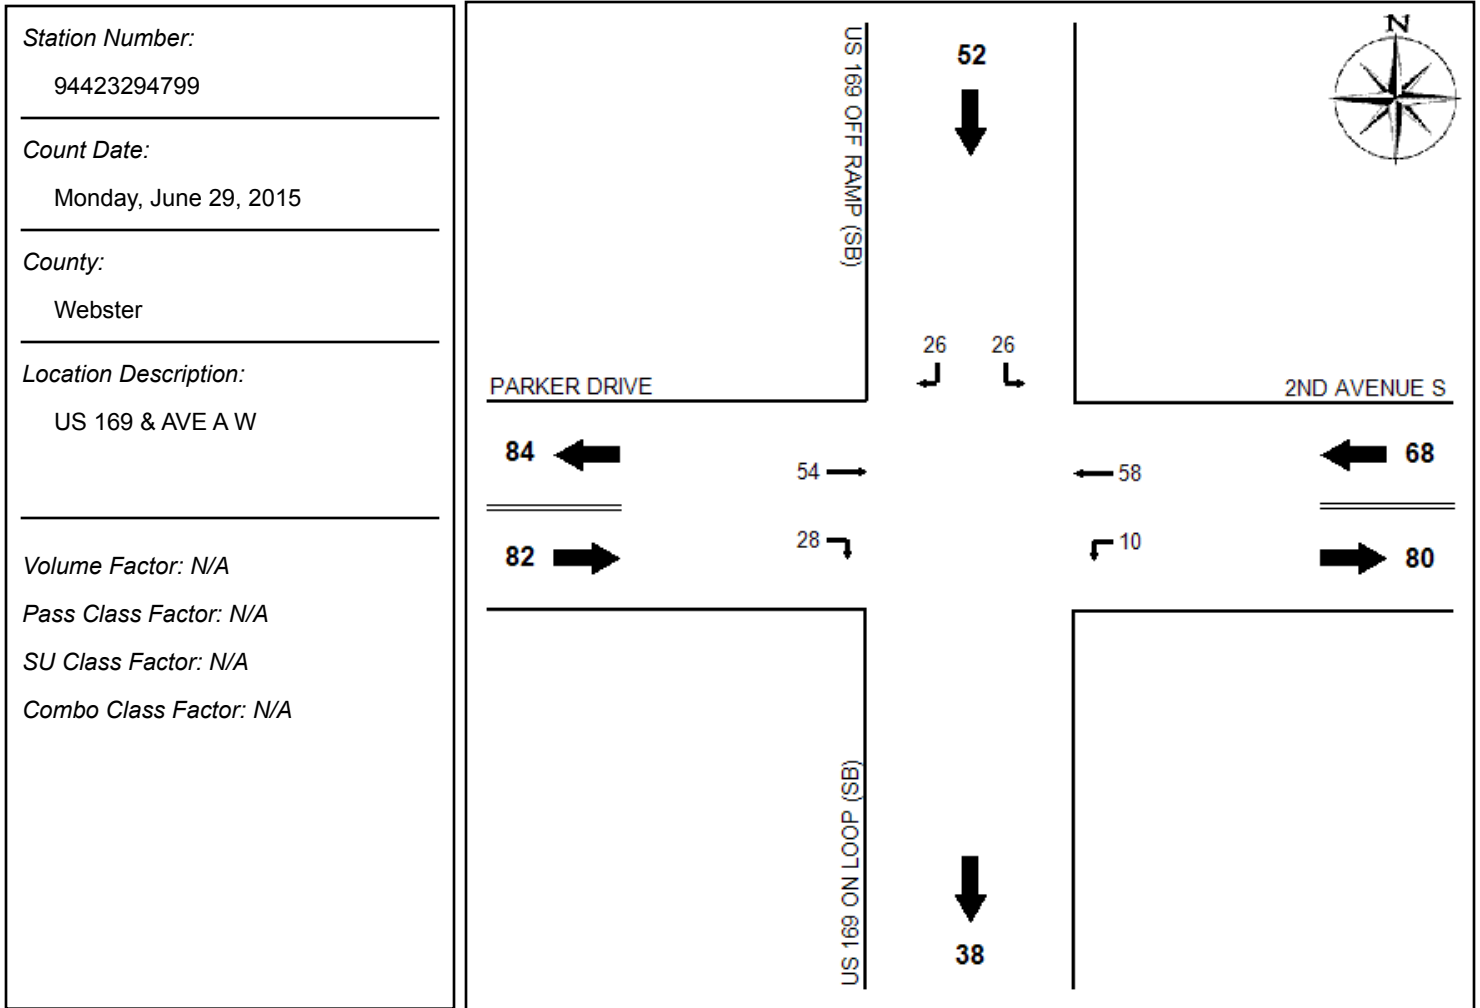 Station Number:
94423294799
Count Date:
Monday, June 29, 2015
County:
Webster
Location Description:
US 169 & AVE A W
Volume Factor: N/A
Pass Class Factor: N/A
SU Class Factor: N/A
Combo Class Factor: N/A
N
US 169 OFF RAMP (SB)
52
26 26
PARKER DRIVE
2ND AVENUE S
84
54
58
68
82
28
10
80
US 169 ON LOOP (SB)
38